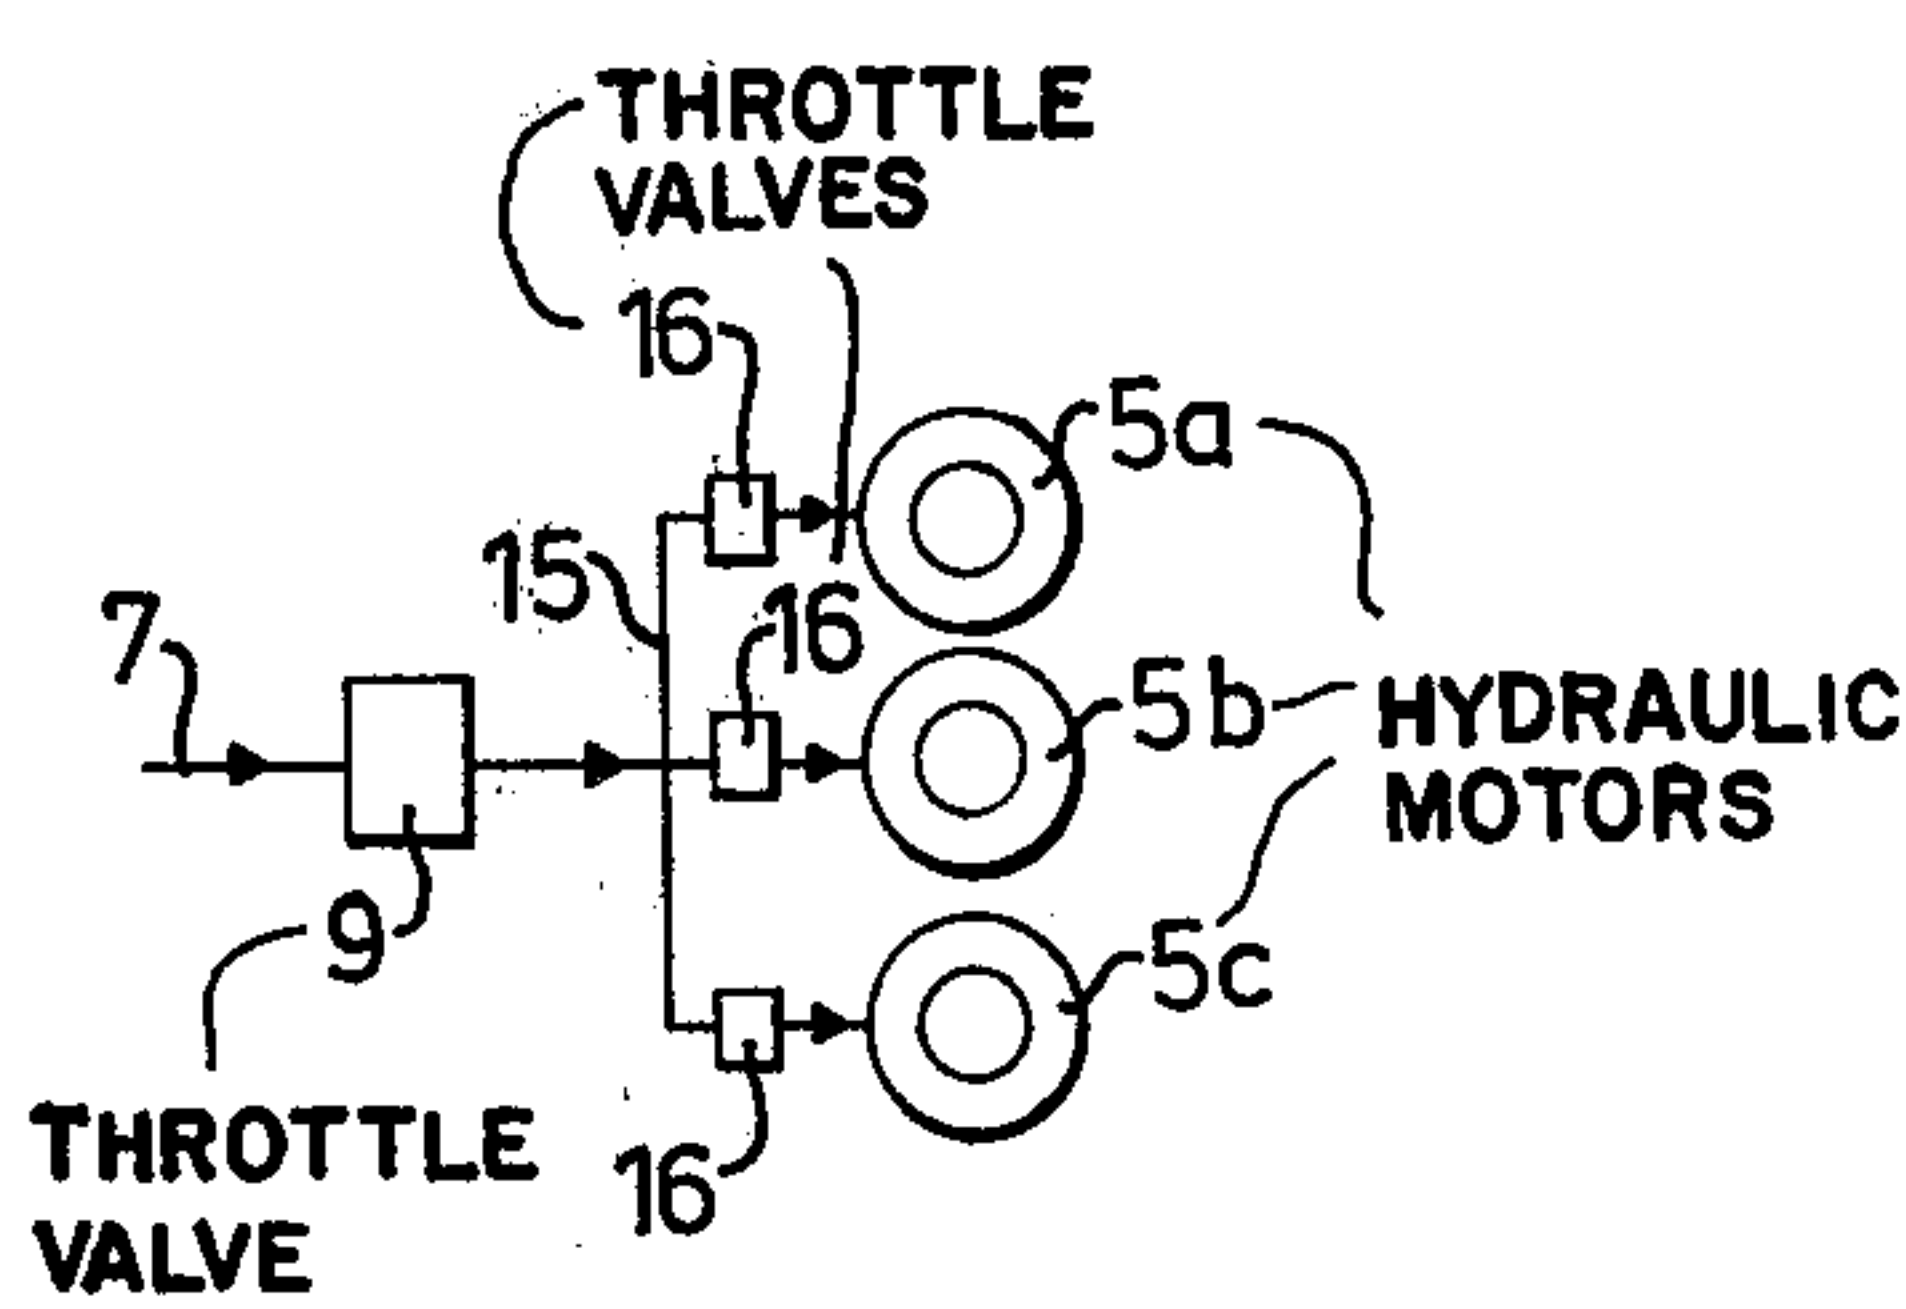 THROTTLE
VALVES
16
5a
15
16
7
5b
HYDRAULIC
MOTORS
9
5c
THROTTLE
VALVE
16